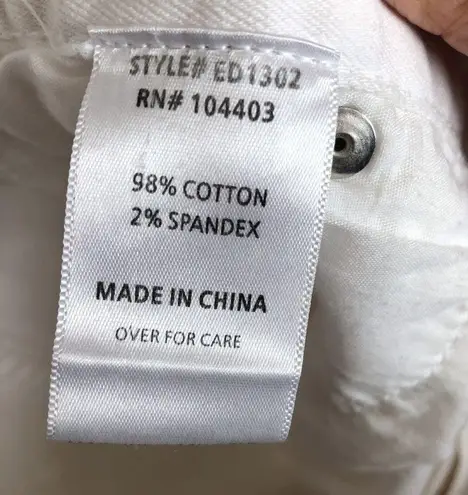 STYLE# ED1302
RN# 104403
98% COTTON
2% SPANDEX
MADE IN CHINA
OVER FOR CARE